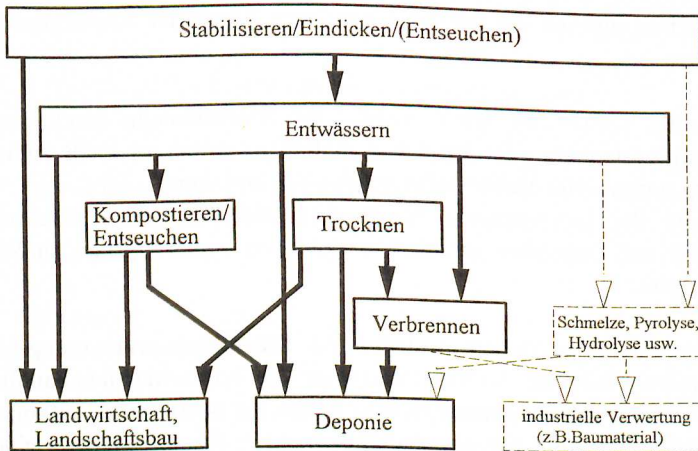 Stabilisieren/Eindicken/(Entseuchen)
Entwässern
Kompostieren/
Entseuchen
Trocknen
Verbrennen
Schmelze, Pyrolyse,
Hydrolyse usw.
Landwirtschaft,
Landschaftsbau
Deponie
industrielle Verwertung
(z.B.Baumaterial)